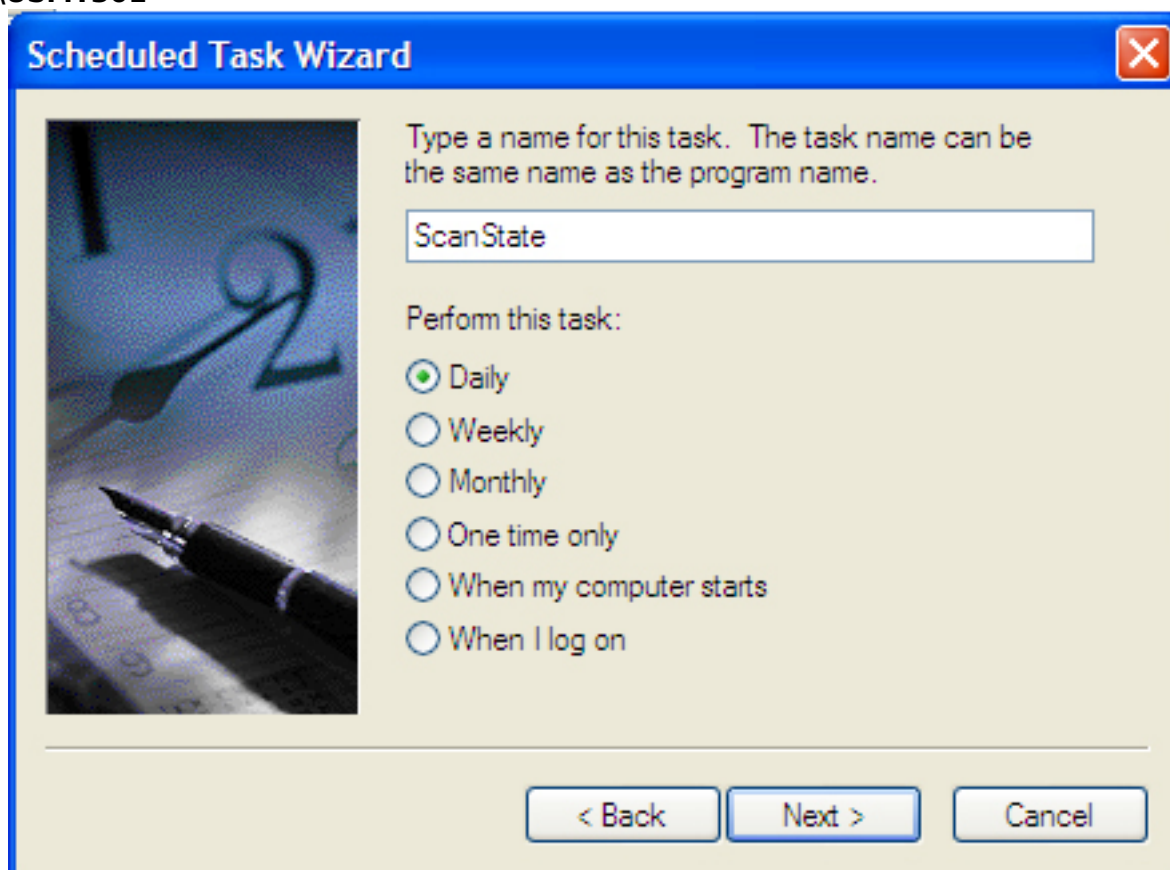 Scheduled Task Wizard
Type a name for this task. The task name can be
the same name as the program name.
ScanState
Perform this task:
Daily
Weekly
Monthly
One time only
When my computer starts
When I log on
< Back
Next >
Cancel